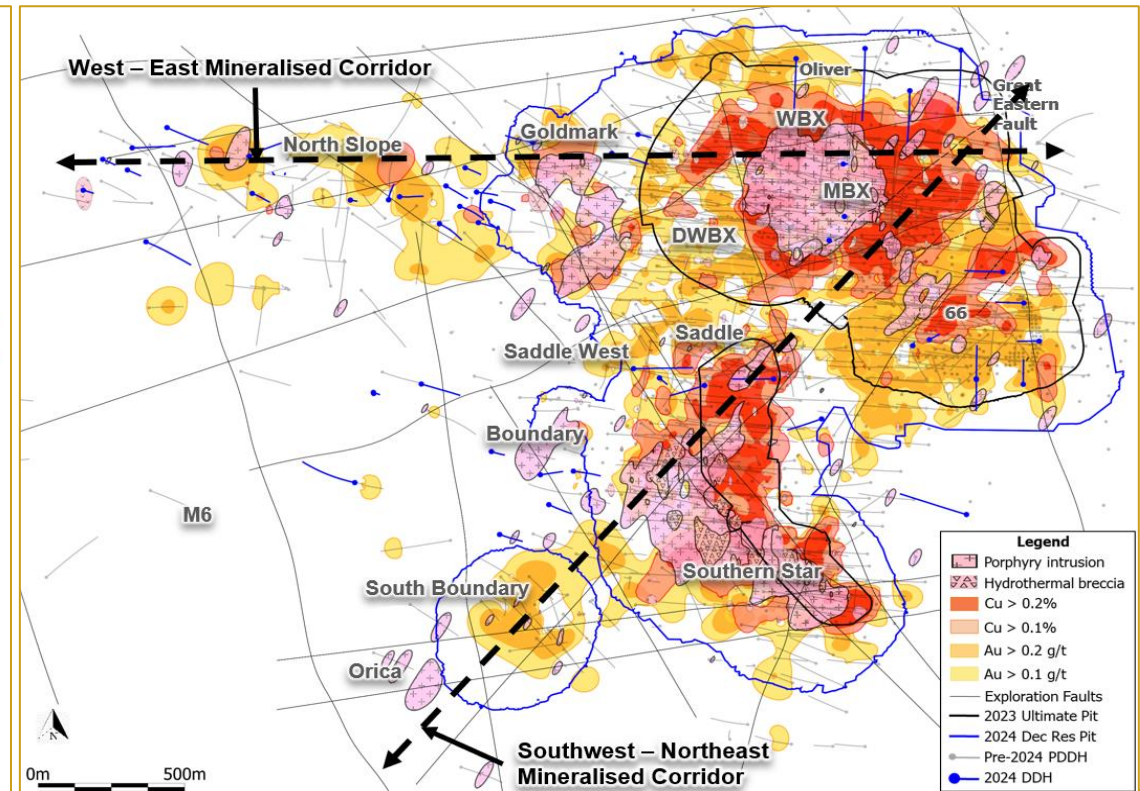 West – East Mineralised Corridor
Oliver
Great
Eastern
Fault
WBX
Goldmark
North Slope
MBX
DWBX
66
Saddle
Saddle West
Boundary
M6
Southern Star
South Boundary
Orica
Southwest – Northeast
Mineralised Corridor
N
0m 500m
Legend
Porphyry intrusion
Hydrothermal breccia
Cu > 0.2%
Cu > 0.1%
Au > 0.2 g/t
Au > 0.1 g/t
Exploration Faults
2023 Ultimate Pit
2024 Dec Res Pit
Pre-2024 PDDH
2024 DDH